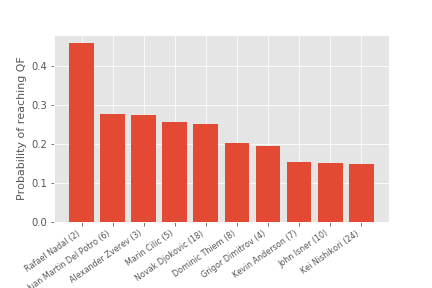 Probability of reaching QF
0.4
0.3
0.2
0.1
0.0
Rafael Nadal (2)
Martin Del Potro (6)
Alexander Zverev (3)
Marin Cilic (5)
Novak Djokovic (18)
Dominic Thiem (8)
Grigor Dimitrov (4)
Kevin Anderson (7)
John Isner (10)
Kei Nishikori (24)